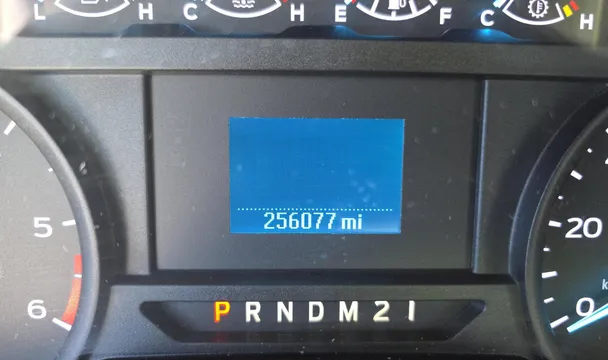 L H C H E F C H
5 20
256077 mi
6 0
P R N D M 2 1